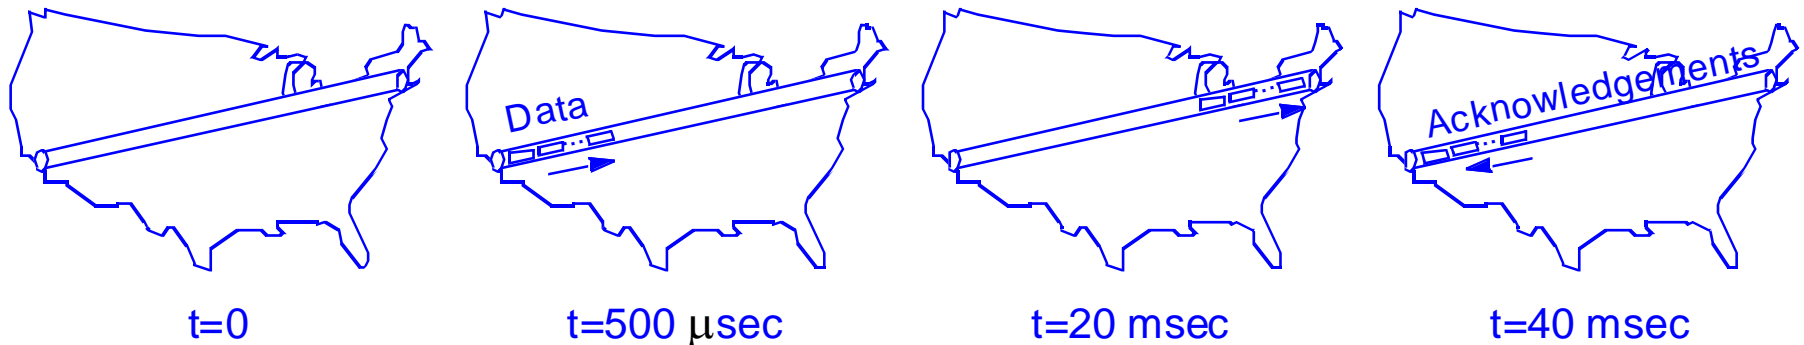 Data
Acknowledgements
t=0
t=500 μsec
t=20 msec
t=40 msec